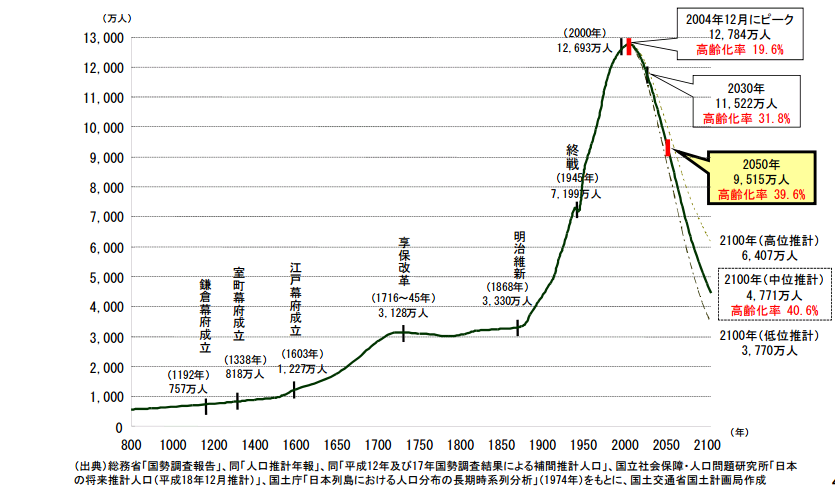 (万人)
13,000
12,000
11,000
10,000
9,000
8,000
7,000
6,000
5,000
4,000
3,000
2,000
1,000
0
800
1000
1200
1400
1600
1650
1700
1750
1800
1850
1900
1950
2000
2050
2100
(年)
鎌倉幕府成立
(1192年)
757万人
室町幕府成立
(1338年)
818万人
江戸幕府成立
(1603年)
1,227万人
享保改革
(1716～45年)
3,128万人
明治維新
(1868年)
3,330万人
終戦
(1945年)
7,199万人
(2000年)
12,693万人
2004年12月にピーク
12,784万人
高齢化率 19.6%
2030年
11,522万人
高齢化率 31.8%
2050年
9,515万人
高齢化率 39.6%
2100年(高位推計)
6,407万人
2100年(中位推計)
4,771万人
高齢化率 40.6%
2100年(低位推計)
3,770万人
(出典)総務省「国勢調査報告」、同「人口推計年報」、同「平成12年及び17年国勢調査結果による補間推計人口」、国立社会保障・人口問題研究所「日本
の将来推計人口(平成18年12月推計)」、国土庁「日本列島における人口分布の長期時系列分析」(1974年)をもとに、国土交通省国土計画局作成